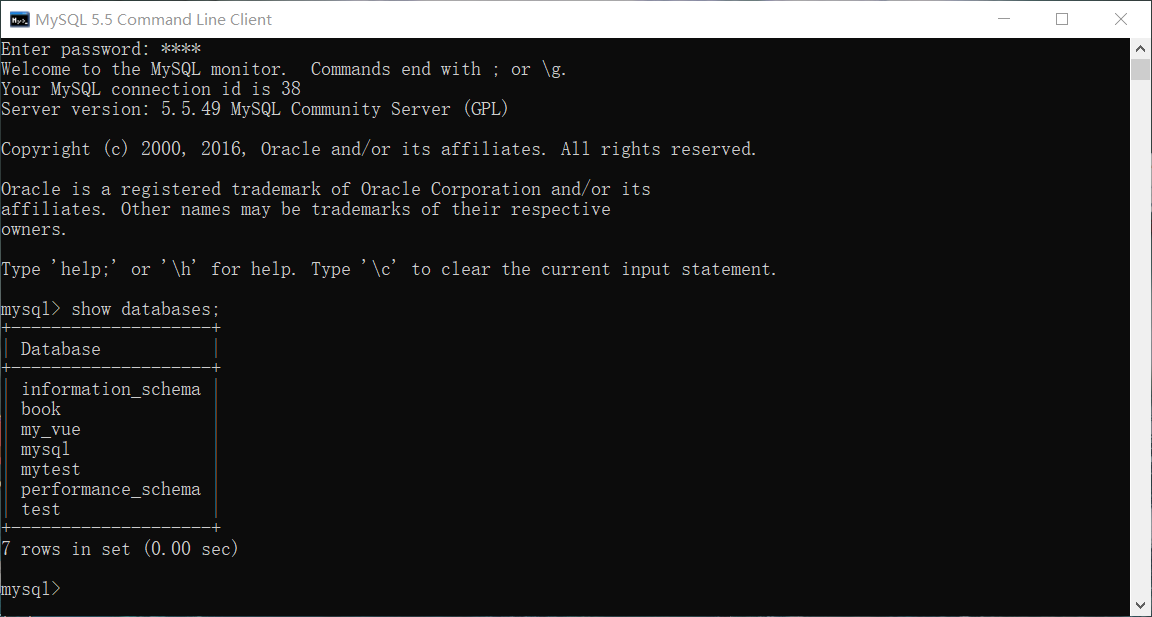 MySQL 5.5 Command Line Client
Enter password: ****
Welcome to the MySQL monitor.  Commands end with ; or \g.
Your MySQL connection id is 38
Server version: 5.5.49 MySQL Community Server (GPL)
Copyright (c) 2000, 2016, Oracle and/or its affiliates. All rights reserved.
Oracle is a registered trademark of Oracle Corporation and/or its
affiliates. Other names may be trademarks of their respective
owners.
Type 'help;' or '\h' for help. Type '\c' to clear the current input statement.
mysql> show databases;
+--------------------+
| Database           |
+--------------------+
| information_schema |
| book               |
| my_vue             |
| mysql              |
| mytest             |
| performance_schema |
| test               |
+--------------------+
7 rows in set (0.00 sec)
mysql>